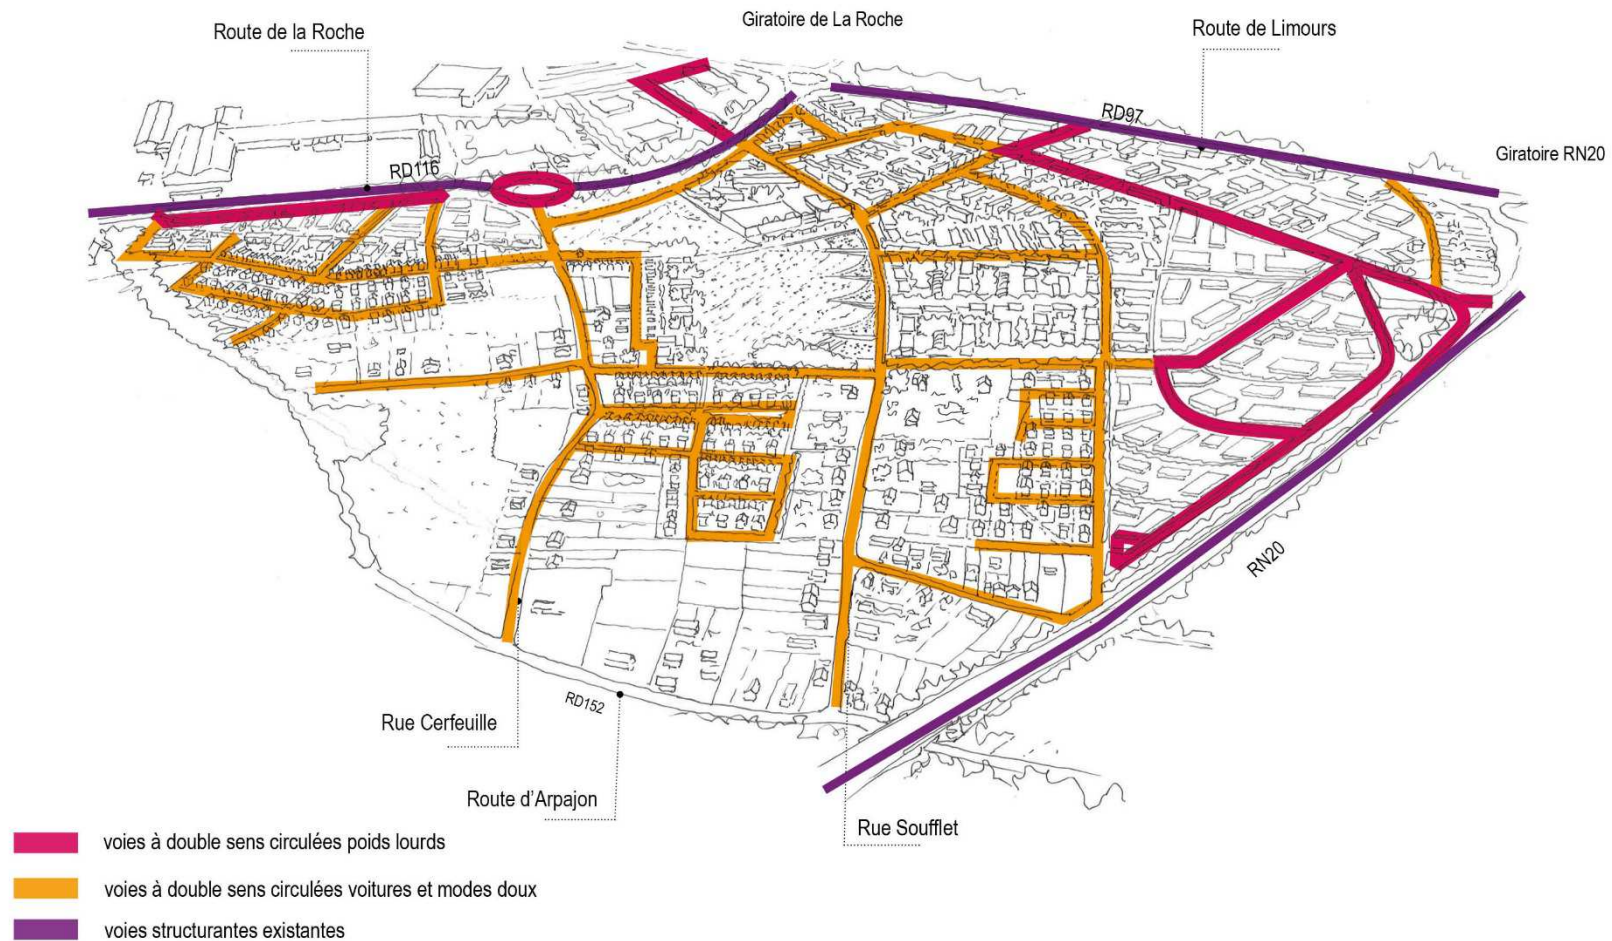 Giratoire de La Roche
Route de la Roche
Route de Limours
RD97
Giratoire RN20
RD116
RN20
RD152
Rue Cerfeuille
Route d'Arpajon
Rue Soufflet
voies à double sens circulées poids lourds
voies à double sens circulées voitures et modes doux
voies structurantes existantes